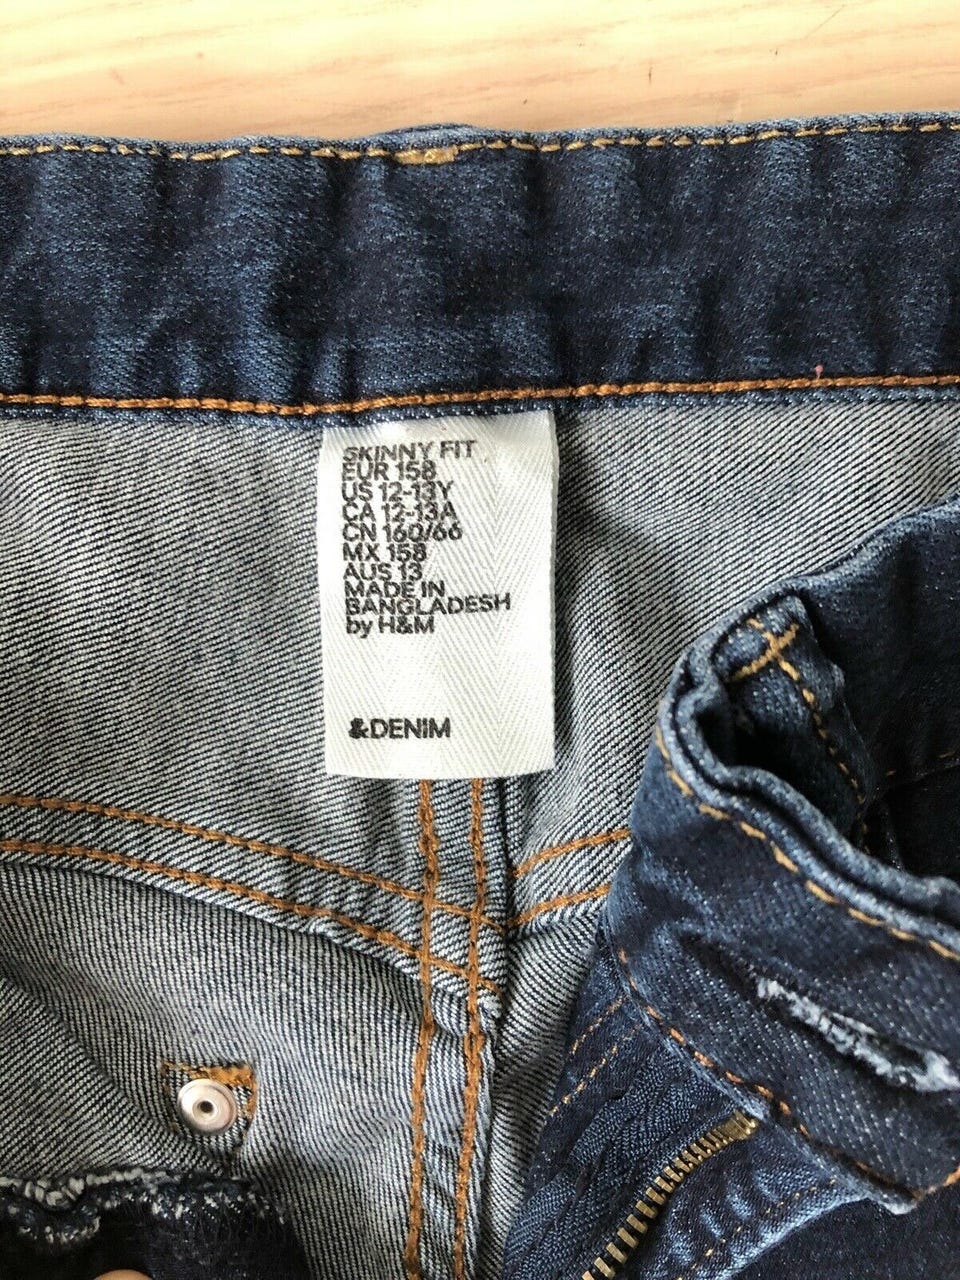 SKINNY FIT
EUR 158
US 12-13Y
CA 12-13A
CN 160/66
MX 158
AUS 13
MADE IN
BANGLADESH
by H&M
&DENIM